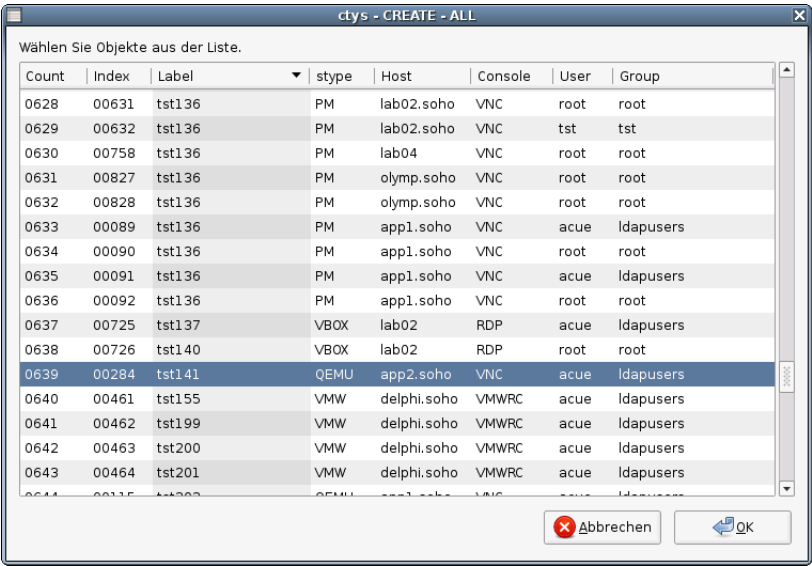 ctys - CREATE - ALL
Wählen Sie Objekte aus der Liste.
Count Index Label stype Host Console User Group
0628 00631 tst136 PM lab02.soho VNC root root
0629 00632 tst136 PM lab02.soho VNC tst tst
0630 00758 tst136 PM lab04 VNC root root
0631 00827 tst136 PM olymp.soho VNC root root
0632 00828 tst136 PM olymp.soho VNC root root
0633 00089 tst136 PM app1.soho VNC acue ldapusers
0634 00090 tst136 PM app1.soho VNC root root
0635 00091 tst136 PM app1.soho VNC acue ldapusers
0636 00092 tst136 PM app1.soho VNC root root
0637 00725 tst137 VBOX lab02 RDP acue ldapusers
0638 00726 tst140 VBOX lab02 RDP root root
0639 00284 tst141 QEMU app2.soho VNC acue ldapusers
0640 00461 tst155 VMW delphi.soho VMWRC acue ldapusers
0641 00462 tst199 VMW delphi.soho VMWRC acue ldapusers
0642 00463 tst200 VMW delphi.soho VMWRC acue ldapusers
0643 00464 tst201 VMW delphi.soho VMWRC acue ldapusers
Abbrechen OK